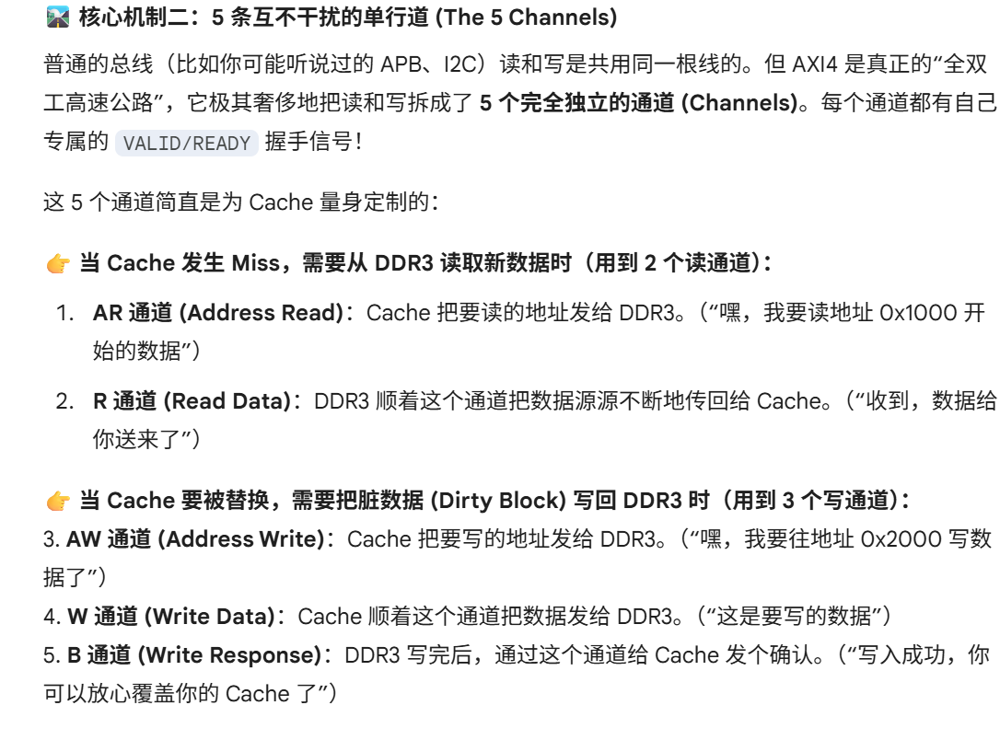 核心机制二：5 条互不干扰的单行道 (The 5 Channels)
普通的总线（比如你可能听说过的 APB、I2C）读和写是共用同一根线的。但 AXI4 是真正的“全双
工高速公路”，它极其奢侈地把读和写拆成了 5 个完全独立的通道 (Channels)。每个通道都有自己
专属的 VALID/READY 握手信号！
这 5 个通道简直是为 Cache 量身定制的：
👉 当 Cache 发生 Miss，需要从 DDR3 读取新数据时（用到 2 个读通道）：
1. AR 通道 (Address Read)：Cache 把要读的地址发给 DDR3。（“嘿，我要读地址 0x1000 开
始的数据”）
2. R 通道 (Read Data)：DDR3 顺着这个通道把数据源源不断地传回给 Cache。（“收到，数据给
你送来了”）
👉 当 Cache 要被替换，需要把脏数据 (Dirty Block) 写回 DDR3 时（用到 3 个写通道）：
3. AW 通道 (Address Write)：Cache 把要写的地址发给 DDR3。（“嘿，我要往地址 0x2000 写数
据了”）
4. W 通道 (Write Data)：Cache 顺着这个通道把数据发给 DDR3。（“这是要写的数据”）
5. B 通道 (Write Response)：DDR3 写完后，通过这个通道给 Cache 发个确认。（“写入成功，你
可以放心覆盖你的 Cache 了”）